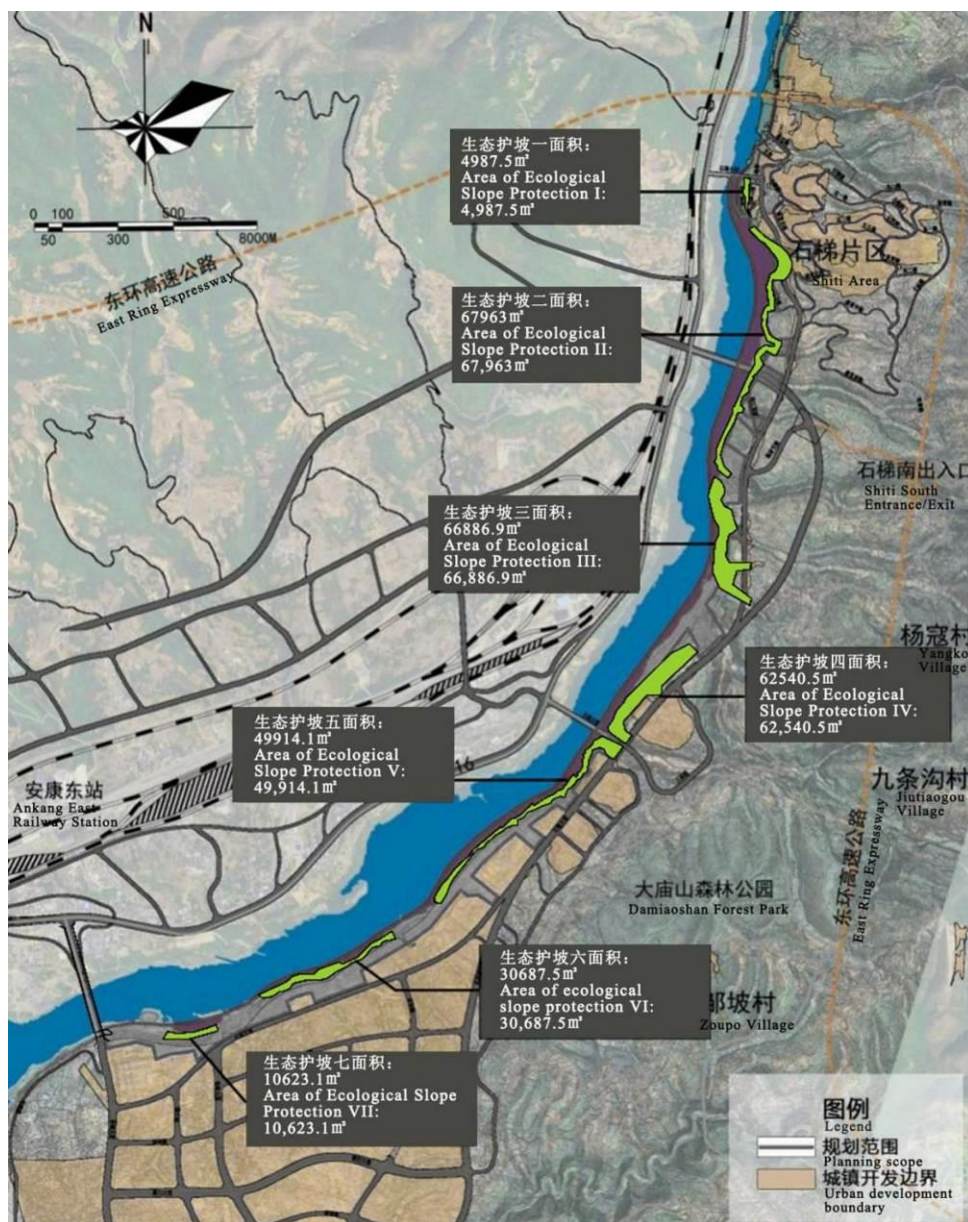 N
0 100 500
50 300 8000M
东环高速公路
East Ring Expressway
生态护坡一面积：
4987.5㎡
Area of Ecological
Slope Protection I:
4,987.5㎡
石梯片区
Shiti Area
生态护坡二面积：
67963㎡
Area of Ecological
Slope Protection II:
67,963㎡
石梯南出入口
Shiti South
Entrance/Exit
生态护坡三面积：
66886.9㎡
Area of Ecological
Slope Protection III:
66,886.9㎡
杨寇村
Yangko
Village
生态护坡四面积：
62540.5㎡
Area of Ecological
Slope Protection IV:
62,540.5㎡
生态护坡五面积：
49914.1㎡
Area of Ecological
Slope Protection V:
49,914.1㎡
16
安康东站
Ankang East
Railway Station
九条沟村
Jiutiaogou
Village
东环高速公路
East Ring Expressway
大庙山森林公园
Damiaoshan Forest Park
生态护坡六面积：
30687.5㎡
Area of ecological
slope protection VI:
30,687.5㎡
邹坡村
Zoupo Village
生态护坡七面积：
10623.1㎡
Area of Ecological Slope
Protection VII:
10,623.1㎡
图例
Legend
规划范围
Planning scope
城镇开发边界
Urban development
boundary